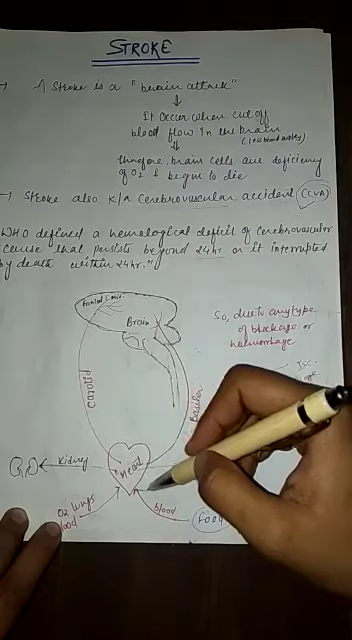 STROKE
→ A Stroke is a "brain attack"
It occur when cut off
blood flow in the brain
(less blood supply)
therefore, brain cells are deficiency
of O2 & begun to die
→ Stroke also k/a Cerebrovascular accident (CVA)
WHO defined a neurological deficit of cerebrovascular
cause that persists beyond 24hr or it interrupted
by death within 24hr."
Frontal
Brain
So, due to any type
of blockage or
haemorrhage
Isc.
Carotid
Kidney
Heart
O2 lungs
blood
blood
Food